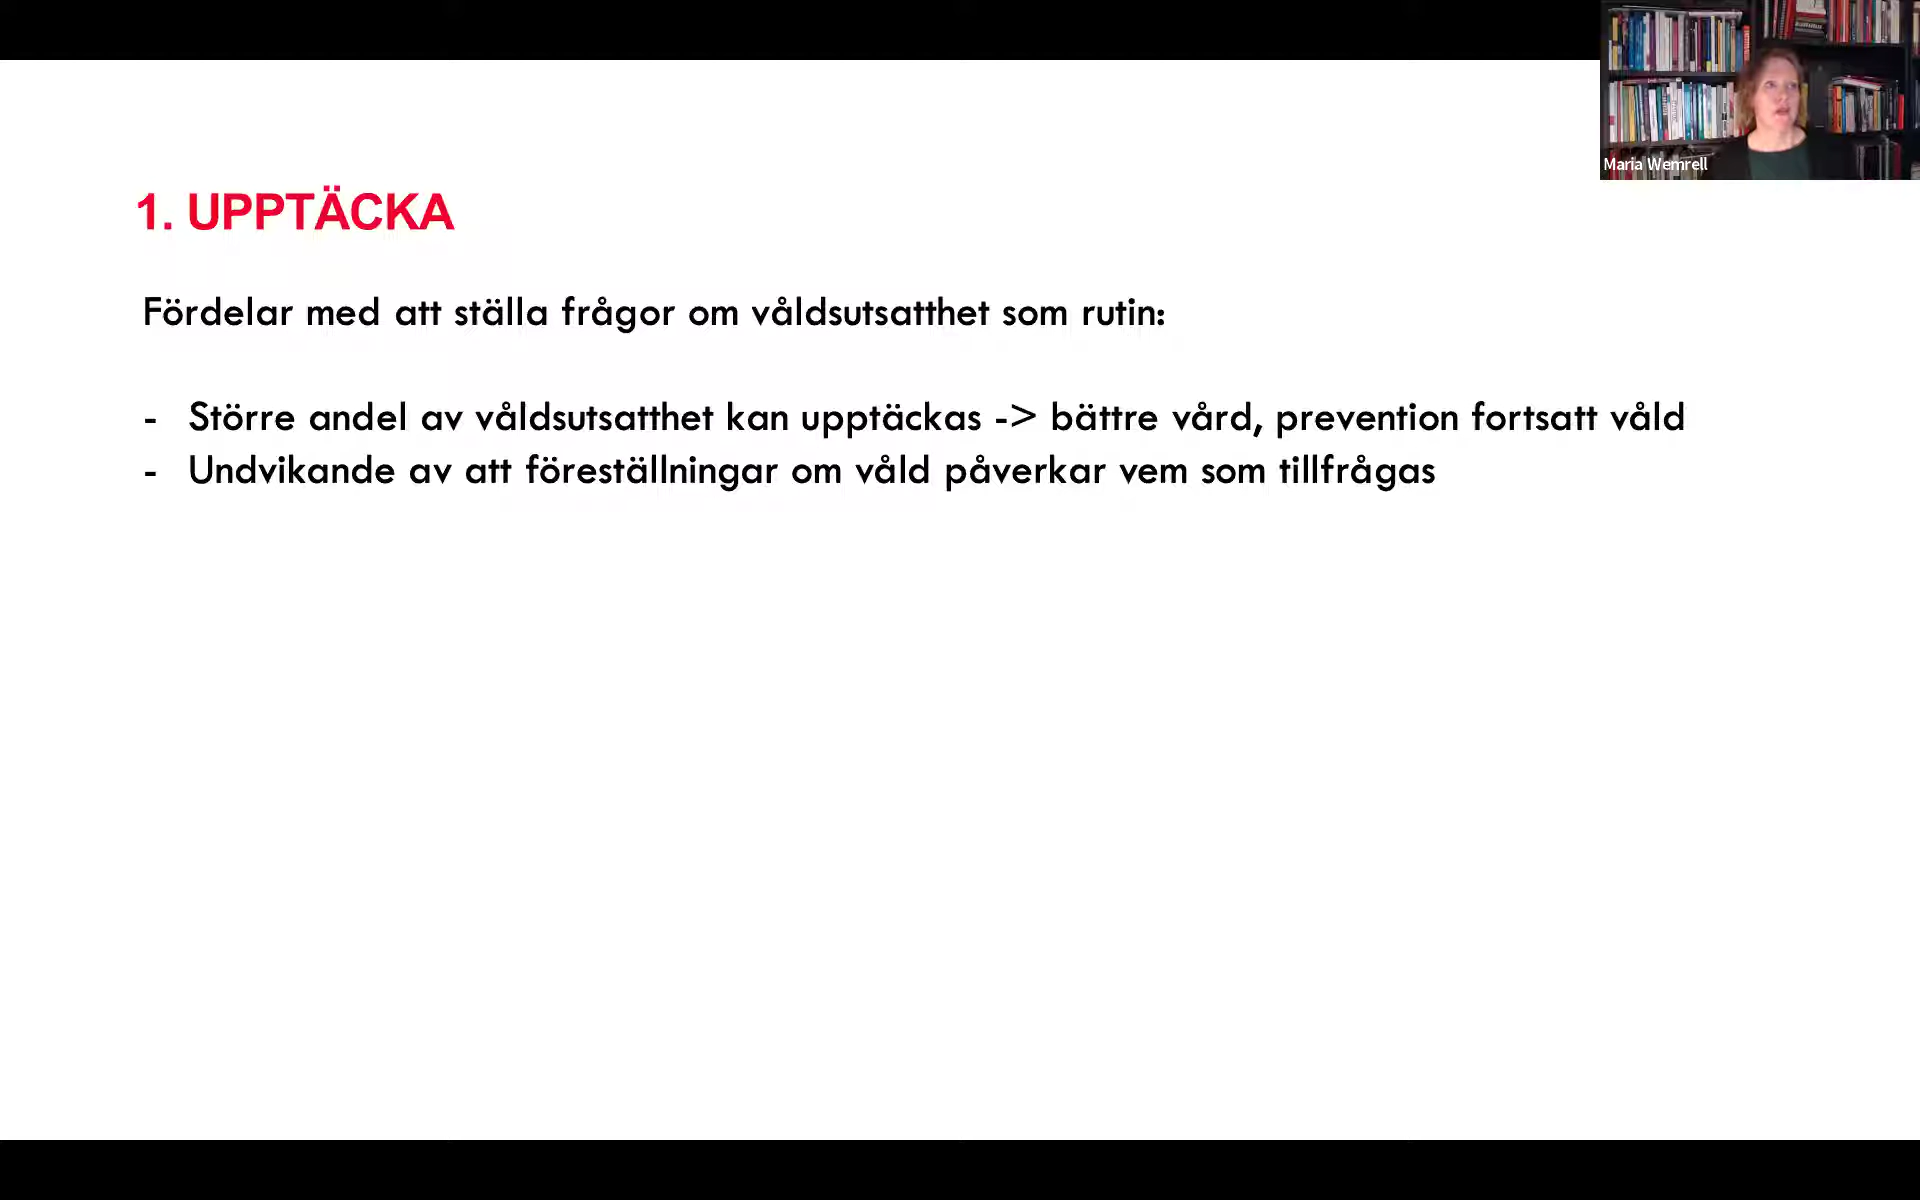 Maria Wemrell
1. UPPTÄCKA
Fördelar med att ställa frågor om våldsutsatthet som rutin:
- Större andel av våldsutsatthet kan upptäckas -> bättre vård, prevention fortsatt våld
- Undvikande av att föreställningar om våld påverkar vem som tillfrågas